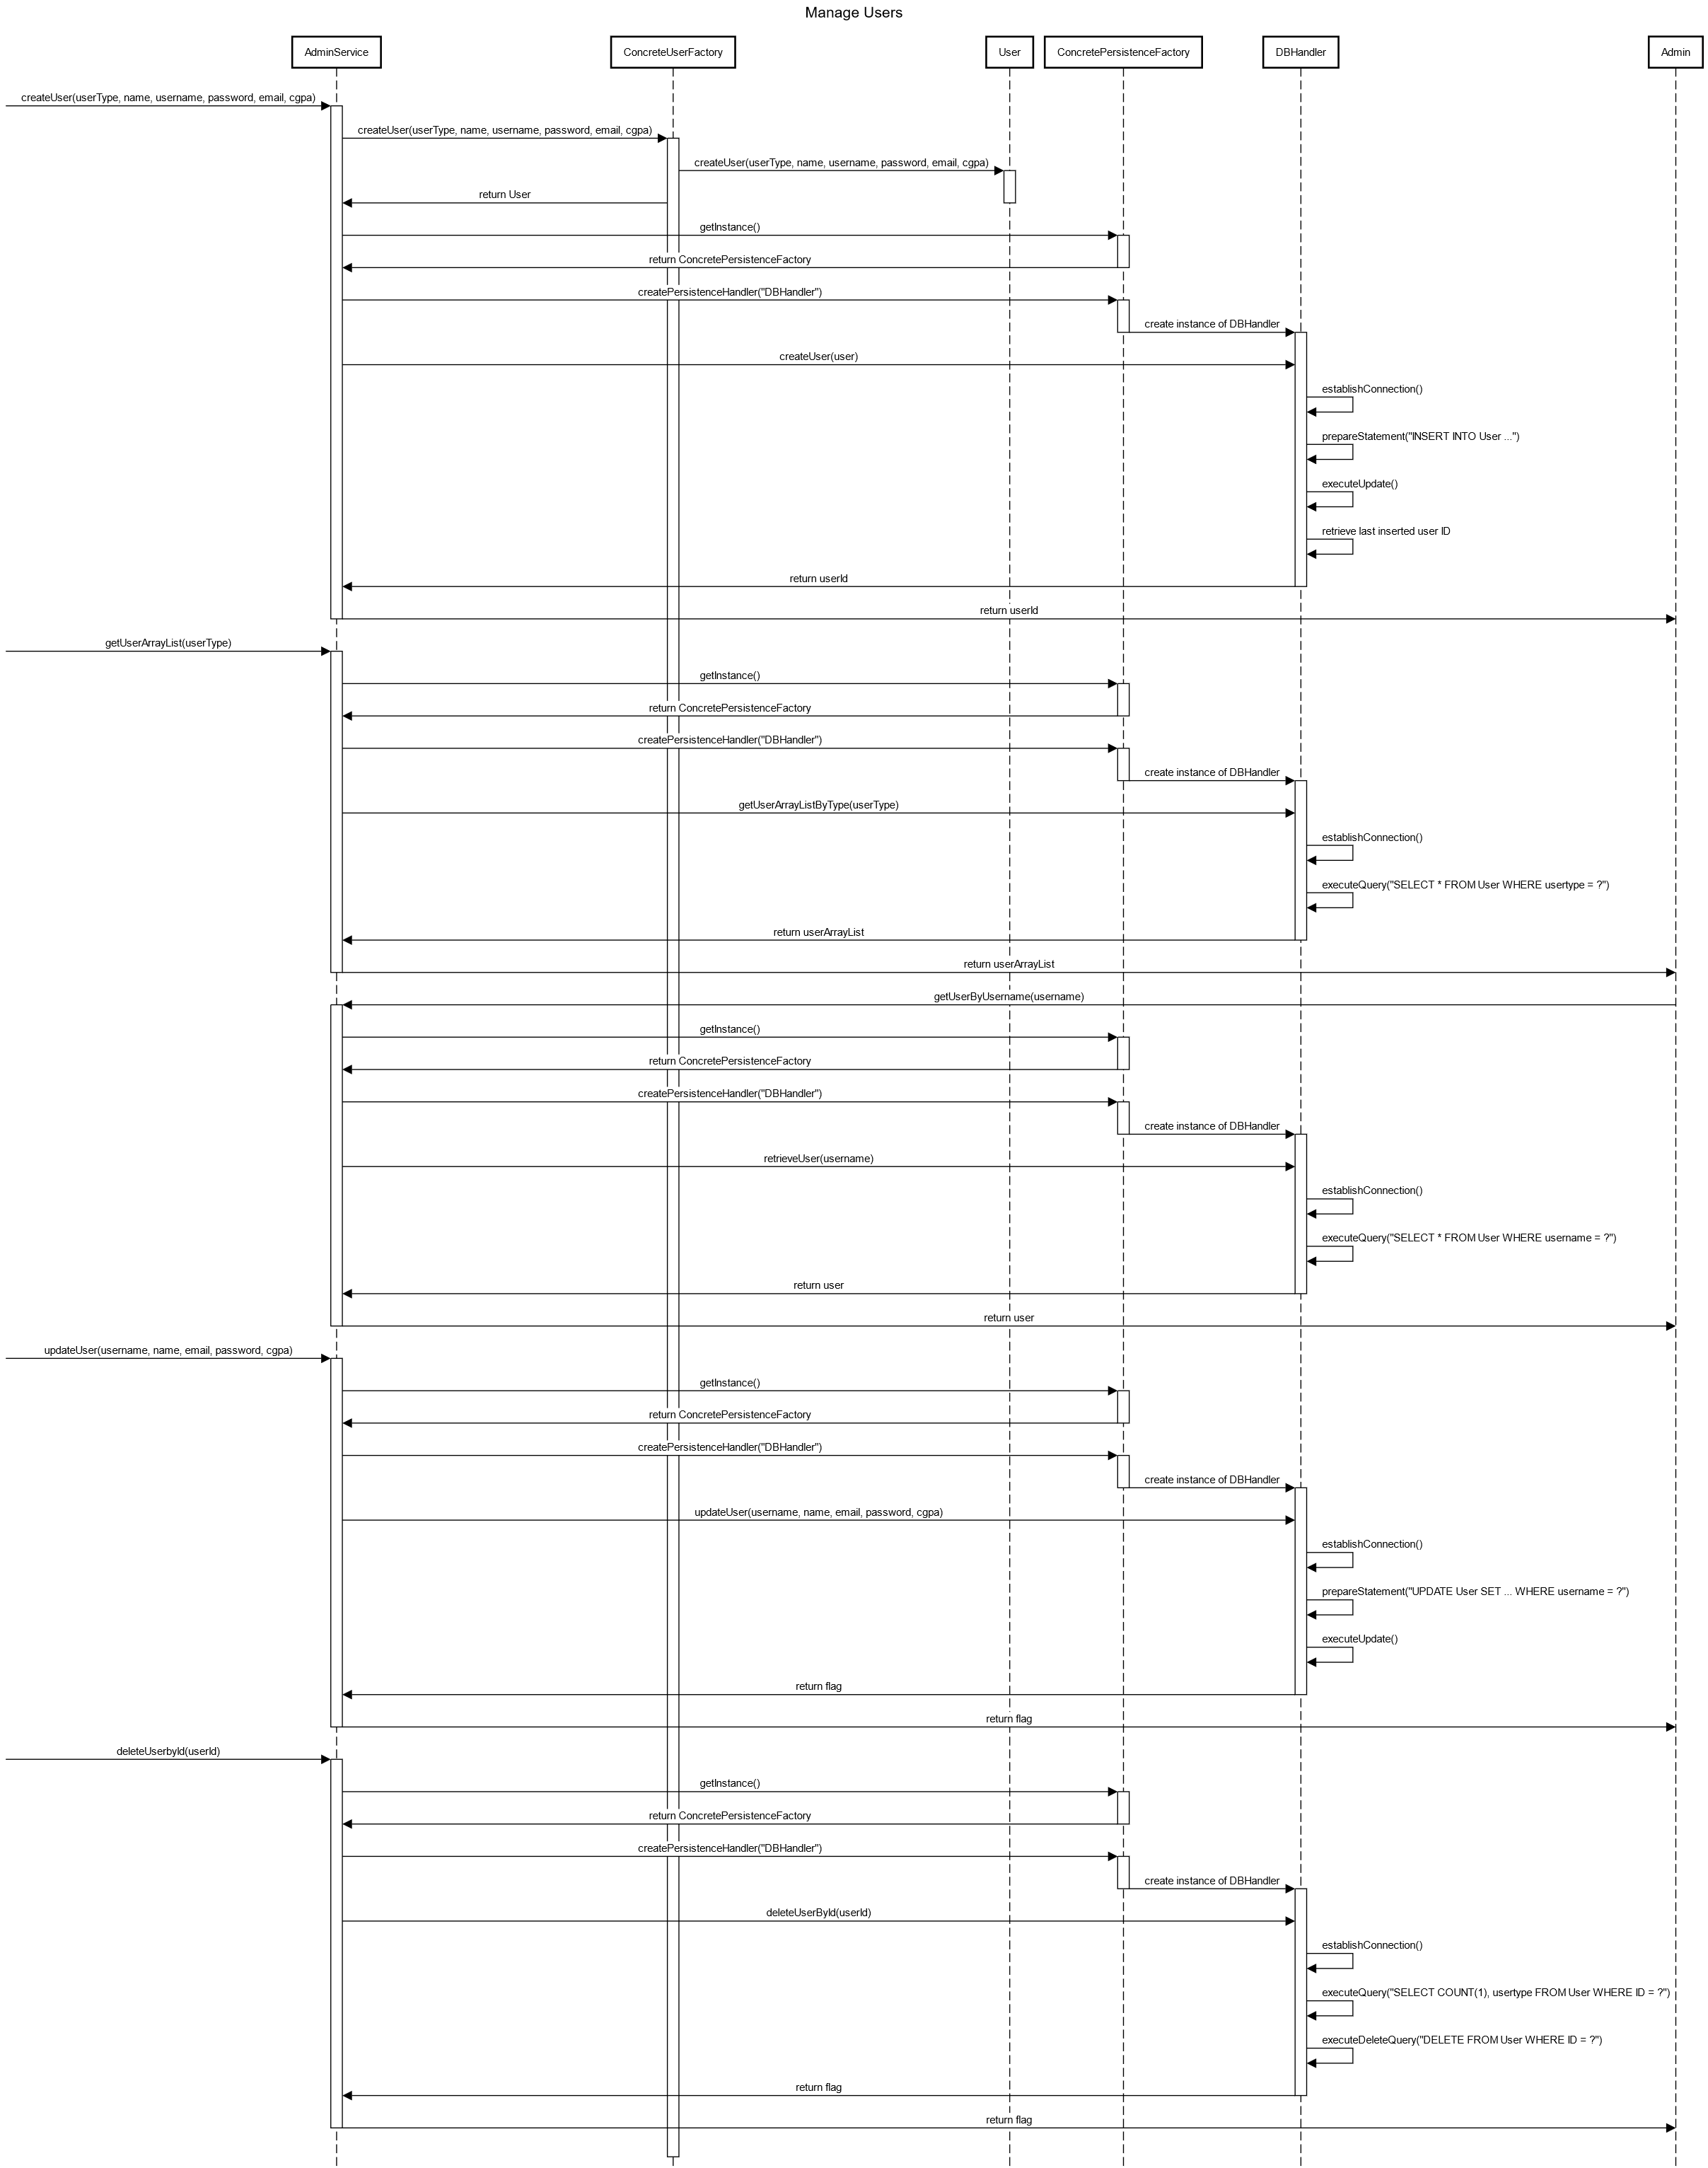 Manage Users
AdminService
ConcreteUserFactory
User
ConcretePersistenceFactory
DBHandler
Admin
createUser(userType, name, username, password, email, cgpa)
createUser(userType, name, username, password, email, cgpa)
createUser(userType, name, username, password, email, cgpa)
return User
getInstance()
return ConcretePersistenceFactory
createPersistenceHandler("DBHandler")
create instance of DBHandler
createUser(user)
establishConnection()
prepareStatement("INSERT INTO User ...")
executeUpdate()
retrieve last inserted user ID
return userId
return userId
getUserArrayList(userType)
getInstance()
return ConcretePersistenceFactory
createPersistenceHandler("DBHandler")
create instance of DBHandler
getUserArrayListByType(userType)
establishConnection()
executeQuery("SELECT * FROM User WHERE usertype = ?")
return userArrayList
return userArrayList
getUserByUsername(username)
getInstance()
return ConcretePersistenceFactory
createPersistenceHandler("DBHandler")
create instance of DBHandler
retrieveUser(username)
establishConnection()
executeQuery("SELECT * FROM User WHERE username = ?")
return user
return user
updateUser(username, name, email, password, cgpa)
getInstance()
return ConcretePersistenceFactory
createPersistenceHandler("DBHandler")
create instance of DBHandler
updateUser(username, name, email, password, cgpa)
establishConnection()
prepareStatement("UPDATE User SET ... WHERE username = ?")
executeUpdate()
return flag
return flag
deleteUserbyId(userId)
getInstance()
return ConcretePersistenceFactory
createPersistenceHandler("DBHandler")
create instance of DBHandler
deleteUserById(userId)
establishConnection()
executeQuery("SELECT COUNT(1), usertype FROM User WHERE ID = ?")
executeDeleteQuery("DELETE FROM User WHERE ID = ?")
return flag
return flag